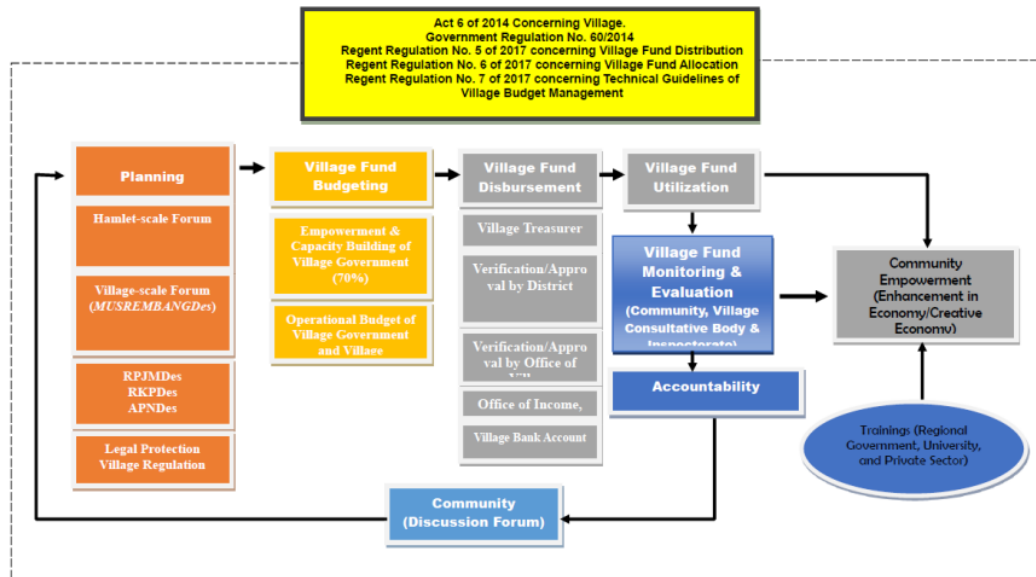 Act 6 of 2014 Concerning Village.
Government Regulation No. 60/2014
Regent Regulation No. 5 of 2017 concerning Village Fund Distribution
Regent Regulation No. 6 of 2017 concerning Village Fund Allocation
Regent Regulation No. 7 of 2017 concerning Technical Guidelines of
Village Budget Management
Planning
Hamlet-scale Forum
Village-scale Forum
(MUSREMBANGDes)
RPJMDes
RKPDes
APNDes
Legal Protection
Village Regulation
Village Fund
Budgeting
Empowerment &
Capacity Building of
Village Government
(70%)
Operational Budget of
Village Government
and Village
Village Fund
Disbursement
Village Treasurer
Verification/Appro
val by District
Verification/Appro
val by Office of
Office of Income,
Village Bank Account
Village Fund
Utilization
Village Fund
Monitoring &
Evaluation
(Community, Village
Consultative Body &
Inspectorate)
Accountability
Community
Empowerment
(Enhancement in
Economy/Creative
Economy)
Trainings (Regional
Government, University,
and Private Sector)
Community
(Discussion Forum)